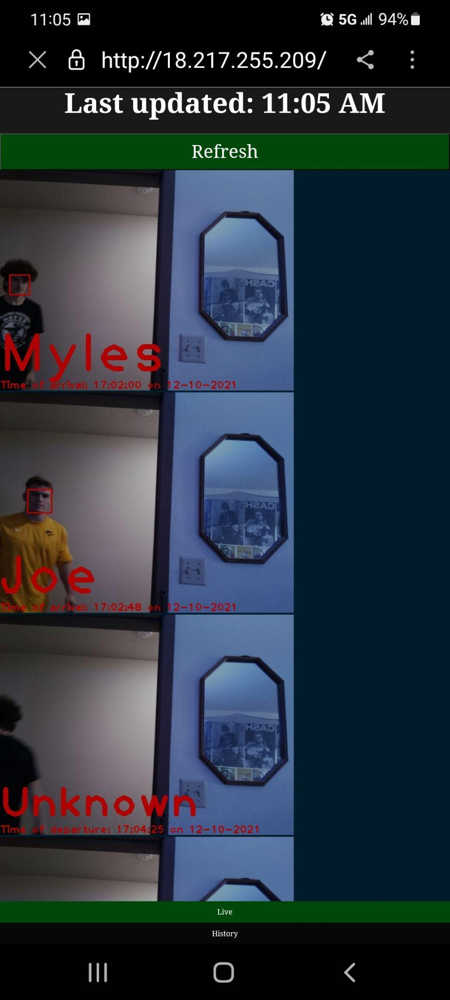 11:05
5G 94%
http://18.217.255.209/
Last updated: 11:05 AM
Refresh
CASH
Myles
Time of arrival: 17:02:00 on 12-10-2021
CASH
Joe
Time of arrival: 17:02:48 on 12-10-2021
CASH
Unknown
Time of departure: 17:04:25 on 12-10-2021
Live
History